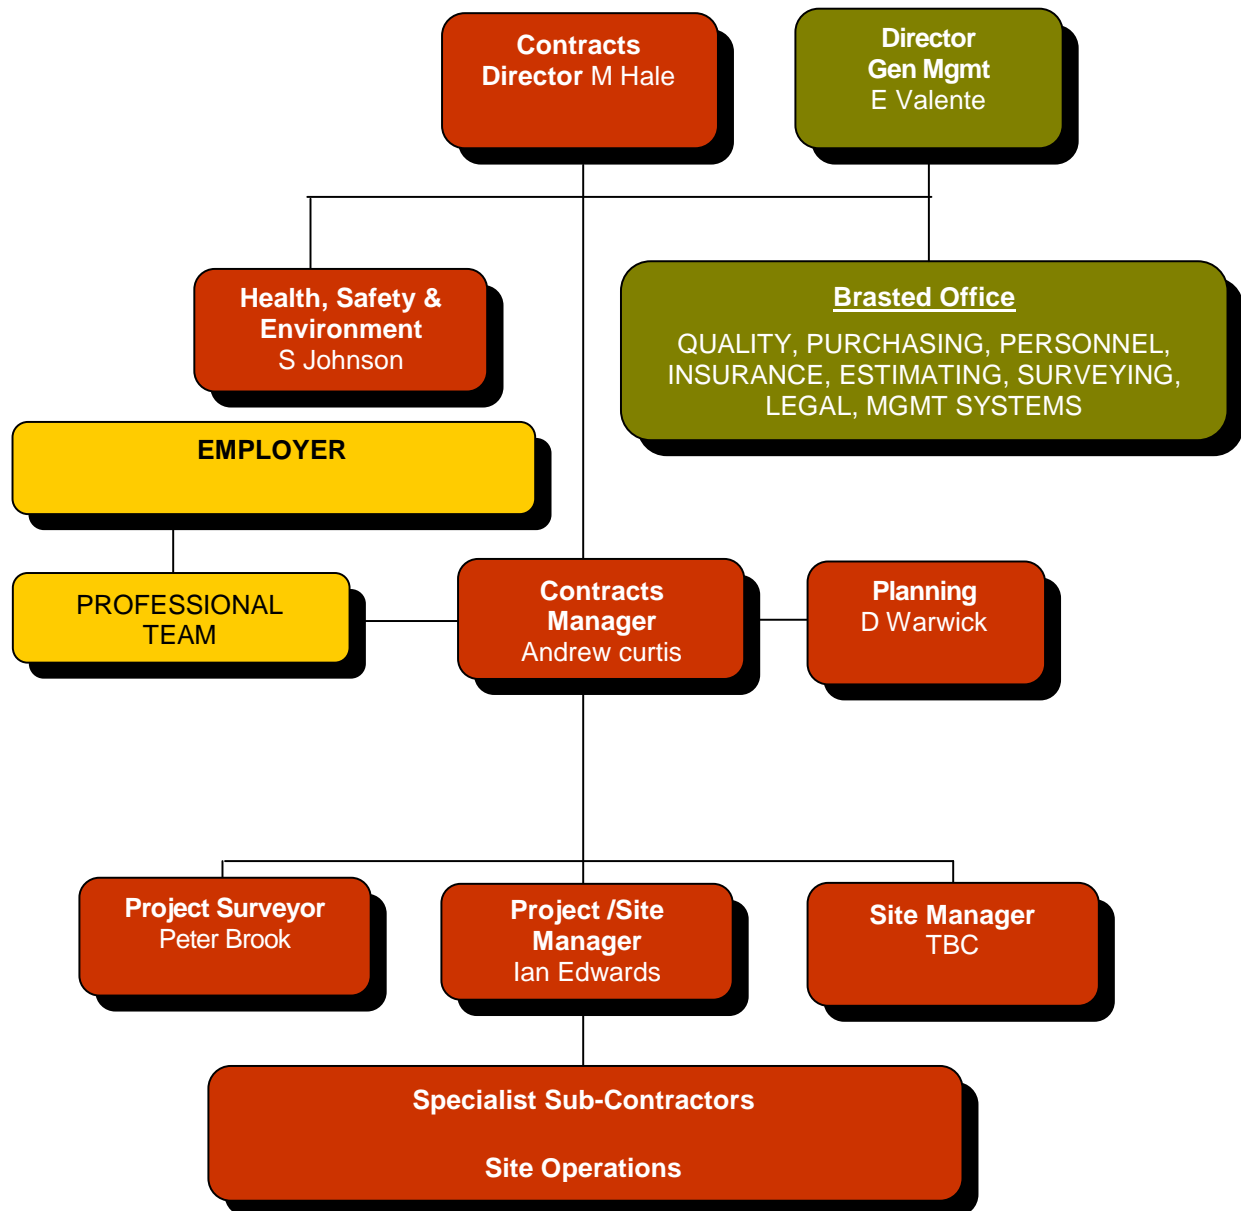 Contracts
Director M Hale
Director
Gen Mgmt
E Valente
Health, Safety &
Environment
S Johnson
Brasted Office
QUALITY, PURCHASING, PERSONNEL,
INSURANCE, ESTIMATING, SURVEYING,
LEGAL, MGMT SYSTEMS
EMPLOYER
PROFESSIONAL
TEAM
Contracts
Manager
Andrew curtis
Planning
D Warwick
Project Surveyor
Peter Brook
Project /Site
Manager
Ian Edwards
Site Manager
TBC
Specialist Sub-Contractors
Site Operations